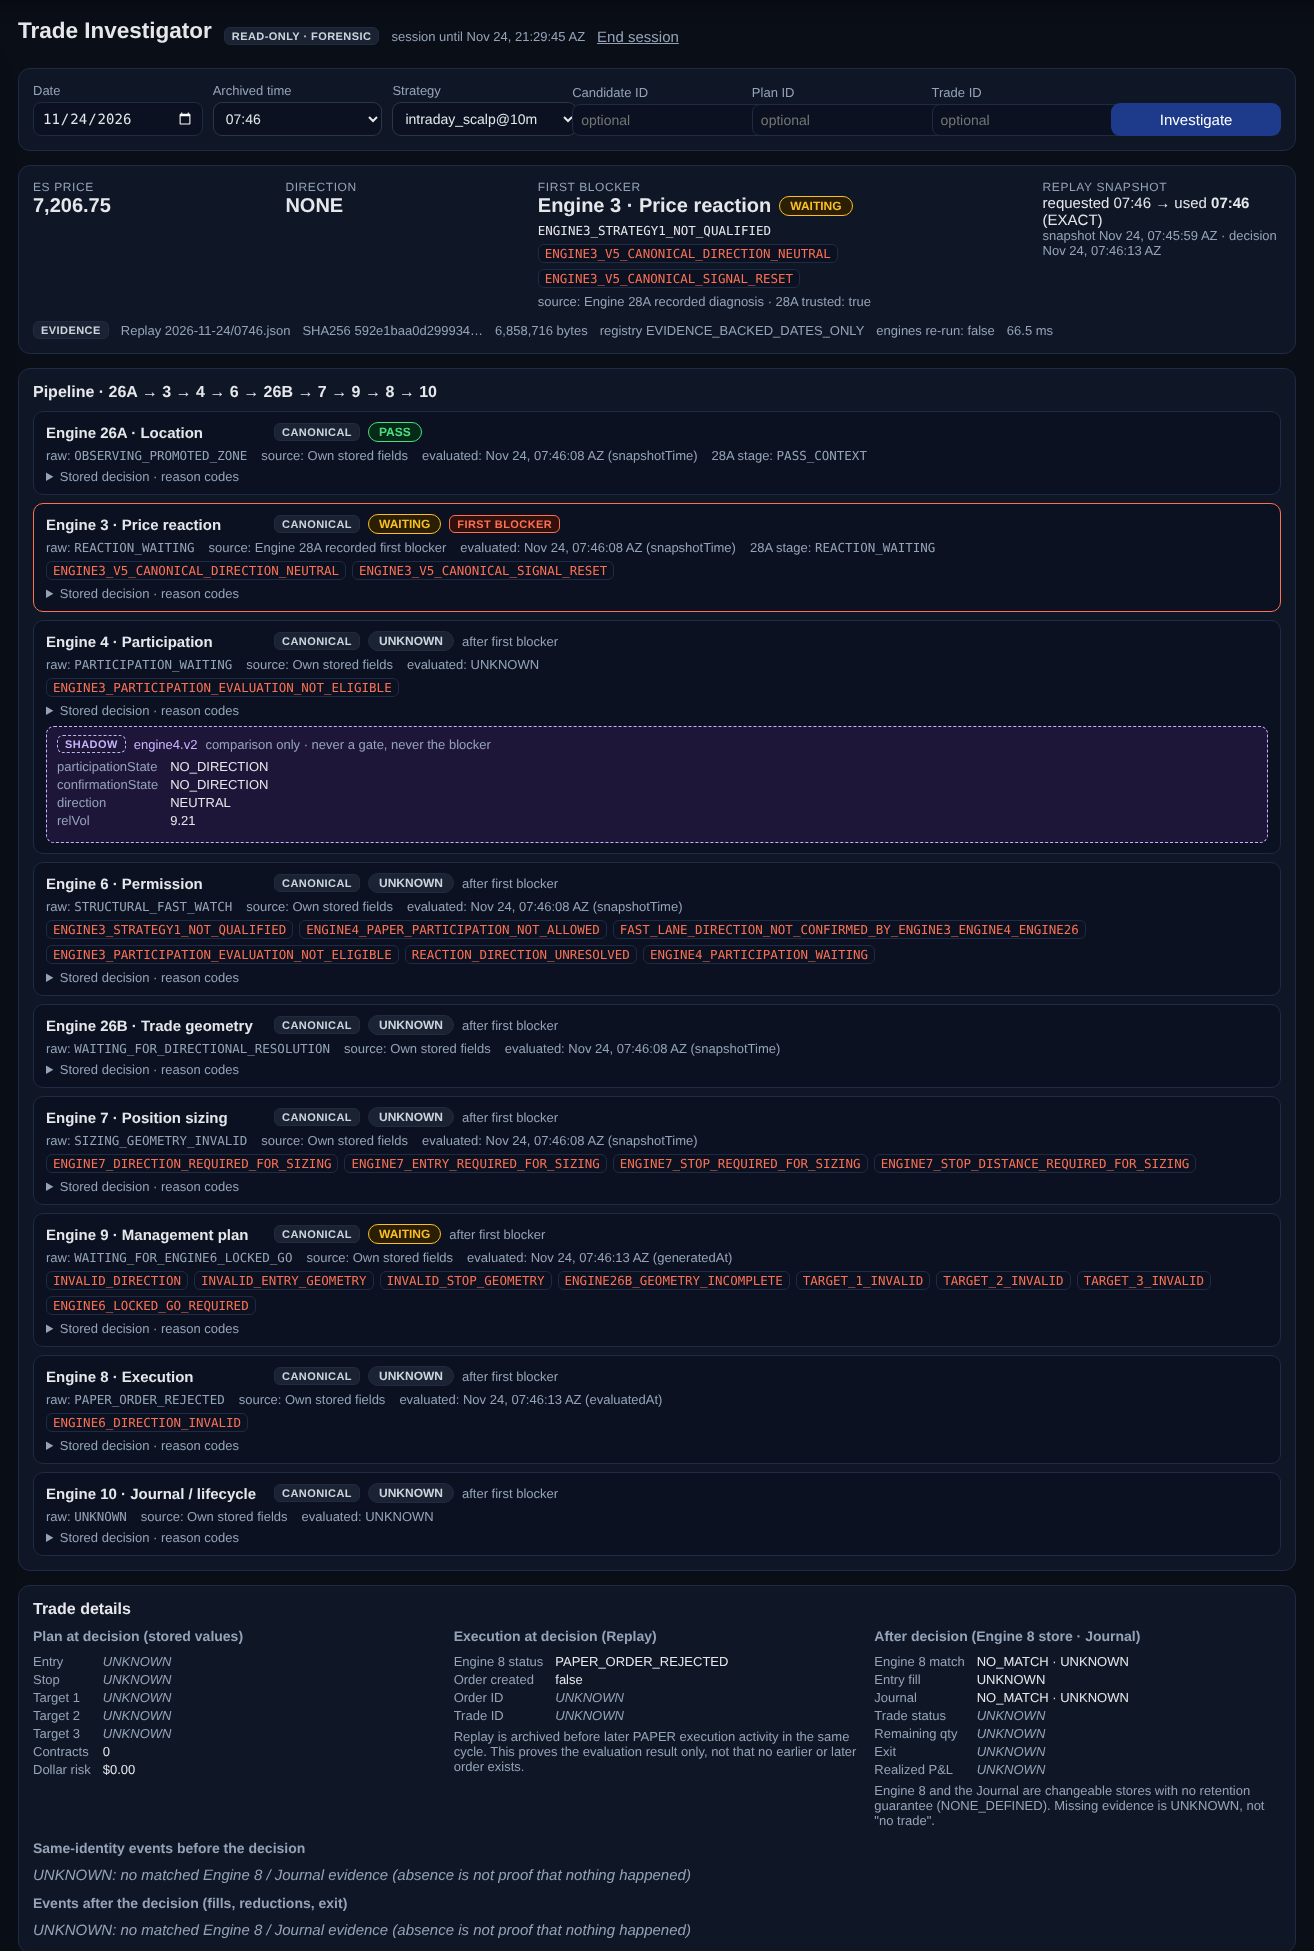 Trade Investigator READ-ONLY · FORENSIC session until Nov 24, 21:29:45 AZ End session
Date Archived time Strategy Candidate ID Plan ID Trade ID
11/24/2026 07:46 intraday_scalp@10m optional optional optional Investigate
ES PRICE DIRECTION FIRST BLOCKER REPLAY SNAPSHOT
7,206.75 NONE Engine 3 · Price reaction WAITING requested 07:46 → used 07:46
(EXACT)
ENGINE3_STRATEGY1_NOT_QUALIFIED snapshot Nov 24, 07:45:59 AZ · decision
ENGINE3_V5_CANONICAL_DIRECTION_NEUTRAL Nov 24, 07:46:13 AZ
ENGINE3_V5_CANONICAL_SIGNAL_RESET
source: Engine 28A recorded diagnosis · 28A trusted: true
EVIDENCE Replay 2026-11-24/0746.json SHA256 592e1baa0d299934… 6,858,716 bytes registry EVIDENCE_BACKED_DATES_ONLY engines re-run: false 66.5 ms
Pipeline · 26A → 3 → 4 → 6 → 26B → 7 → 9 → 8 → 10
Engine 26A · Location CANONICAL PASS
raw: OBSERVING_PROMOTED_ZONE source: Own stored fields evaluated: Nov 24, 07:46:08 AZ (snapshotTime) 28A stage: PASS_CONTEXT
▶ Stored decision · reason codes
Engine 3 · Price reaction CANONICAL WAITING FIRST BLOCKER
raw: REACTION_WAITING source: Engine 28A recorded first blocker evaluated: Nov 24, 07:46:08 AZ (snapshotTime) 28A stage: REACTION_WAITING
ENGINE3_V5_CANONICAL_DIRECTION_NEUTRAL ENGINE3_V5_CANONICAL_SIGNAL_RESET
▶ Stored decision · reason codes
Engine 4 · Participation CANONICAL UNKNOWN after first blocker
raw: PARTICIPATION_WAITING source: Own stored fields evaluated: UNKNOWN
ENGINE3_PARTICIPATION_EVALUATION_NOT_ELIGIBLE
▶ Stored decision · reason codes
SHADOW engine4.v2 comparison only · never a gate, never the blocker
participationState NO_DIRECTION
confirmationState NO_DIRECTION
direction NEUTRAL
relVol 9.21
Engine 6 · Permission CANONICAL UNKNOWN after first blocker
raw: STRUCTURAL_FAST_WATCH source: Own stored fields evaluated: Nov 24, 07:46:08 AZ (snapshotTime)
ENGINE3_STRATEGY1_NOT_QUALIFIED ENGINE4_PAPER_PARTICIPATION_NOT_ALLOWED FAST_LANE_DIRECTION_NOT_CONFIRMED_BY_ENGINE3_ENGINE4_ENGINE26
ENGINE3_PARTICIPATION_EVALUATION_NOT_ELIGIBLE REACTION_DIRECTION_UNRESOLVED ENGINE4_PARTICIPATION_WAITING
▶ Stored decision · reason codes
Engine 26B · Trade geometry CANONICAL UNKNOWN after first blocker
raw: WAITING_FOR_DIRECTIONAL_RESOLUTION source: Own stored fields evaluated: Nov 24, 07:46:08 AZ (snapshotTime)
▶ Stored decision · reason codes
Engine 7 · Position sizing CANONICAL UNKNOWN after first blocker
raw: SIZING_GEOMETRY_INVALID source: Own stored fields evaluated: Nov 24, 07:46:08 AZ (snapshotTime)
ENGINE7_DIRECTION_REQUIRED_FOR_SIZING ENGINE7_ENTRY_REQUIRED_FOR_SIZING ENGINE7_STOP_REQUIRED_FOR_SIZING ENGINE7_STOP_DISTANCE_REQUIRED_FOR_SIZING
▶ Stored decision · reason codes
Engine 9 · Management plan CANONICAL WAITING after first blocker
raw: WAITING_FOR_ENGINE6_LOCKED_GO source: Own stored fields evaluated: Nov 24, 07:46:13 AZ (generatedAt)
INVALID_DIRECTION INVALID_ENTRY_GEOMETRY INVALID_STOP_GEOMETRY ENGINE26B_GEOMETRY_INCOMPLETE TARGET_1_INVALID TARGET_2_INVALID TARGET_3_INVALID
ENGINE6_LOCKED_GO_REQUIRED
▶ Stored decision · reason codes
Engine 8 · Execution CANONICAL UNKNOWN after first blocker
raw: PAPER_ORDER_REJECTED source: Own stored fields evaluated: Nov 24, 07:46:13 AZ (evaluatedAt)
ENGINE6_DIRECTION_INVALID
▶ Stored decision · reason codes
Engine 10 · Journal / lifecycle CANONICAL UNKNOWN after first blocker
raw: UNKNOWN source: Own stored fields evaluated: UNKNOWN
▶ Stored decision · reason codes
Trade details
Plan at decision (stored values)
Entry UNKNOWN
Stop UNKNOWN
Target 1 UNKNOWN
Target 2 UNKNOWN
Target 3 UNKNOWN
Contracts 0
Dollar risk $0.00
Execution at decision (Replay)
Engine 8 status PAPER_ORDER_REJECTED
Order created false
Order ID UNKNOWN
Trade ID UNKNOWN
Replay is archived before later PAPER execution activity in the same
cycle. This proves the evaluation result only, not that no earlier or later
order exists.
After decision (Engine 8 store · Journal)
Engine 8 match NO_MATCH · UNKNOWN
Entry fill UNKNOWN
Journal NO_MATCH · UNKNOWN
Trade status UNKNOWN
Remaining qty UNKNOWN
Exit UNKNOWN
Realized P&L UNKNOWN
Engine 8 and the Journal are changeable stores with no retention
guarantee (NONE_DEFINED). Missing evidence is UNKNOWN, not
"no trade".
Same-identity events before the decision
UNKNOWN: no matched Engine 8 / Journal evidence (absence is not proof that nothing happened)
Events after the decision (fills, reductions, exit)
UNKNOWN: no matched Engine 8 / Journal evidence (absence is not proof that nothing happened)